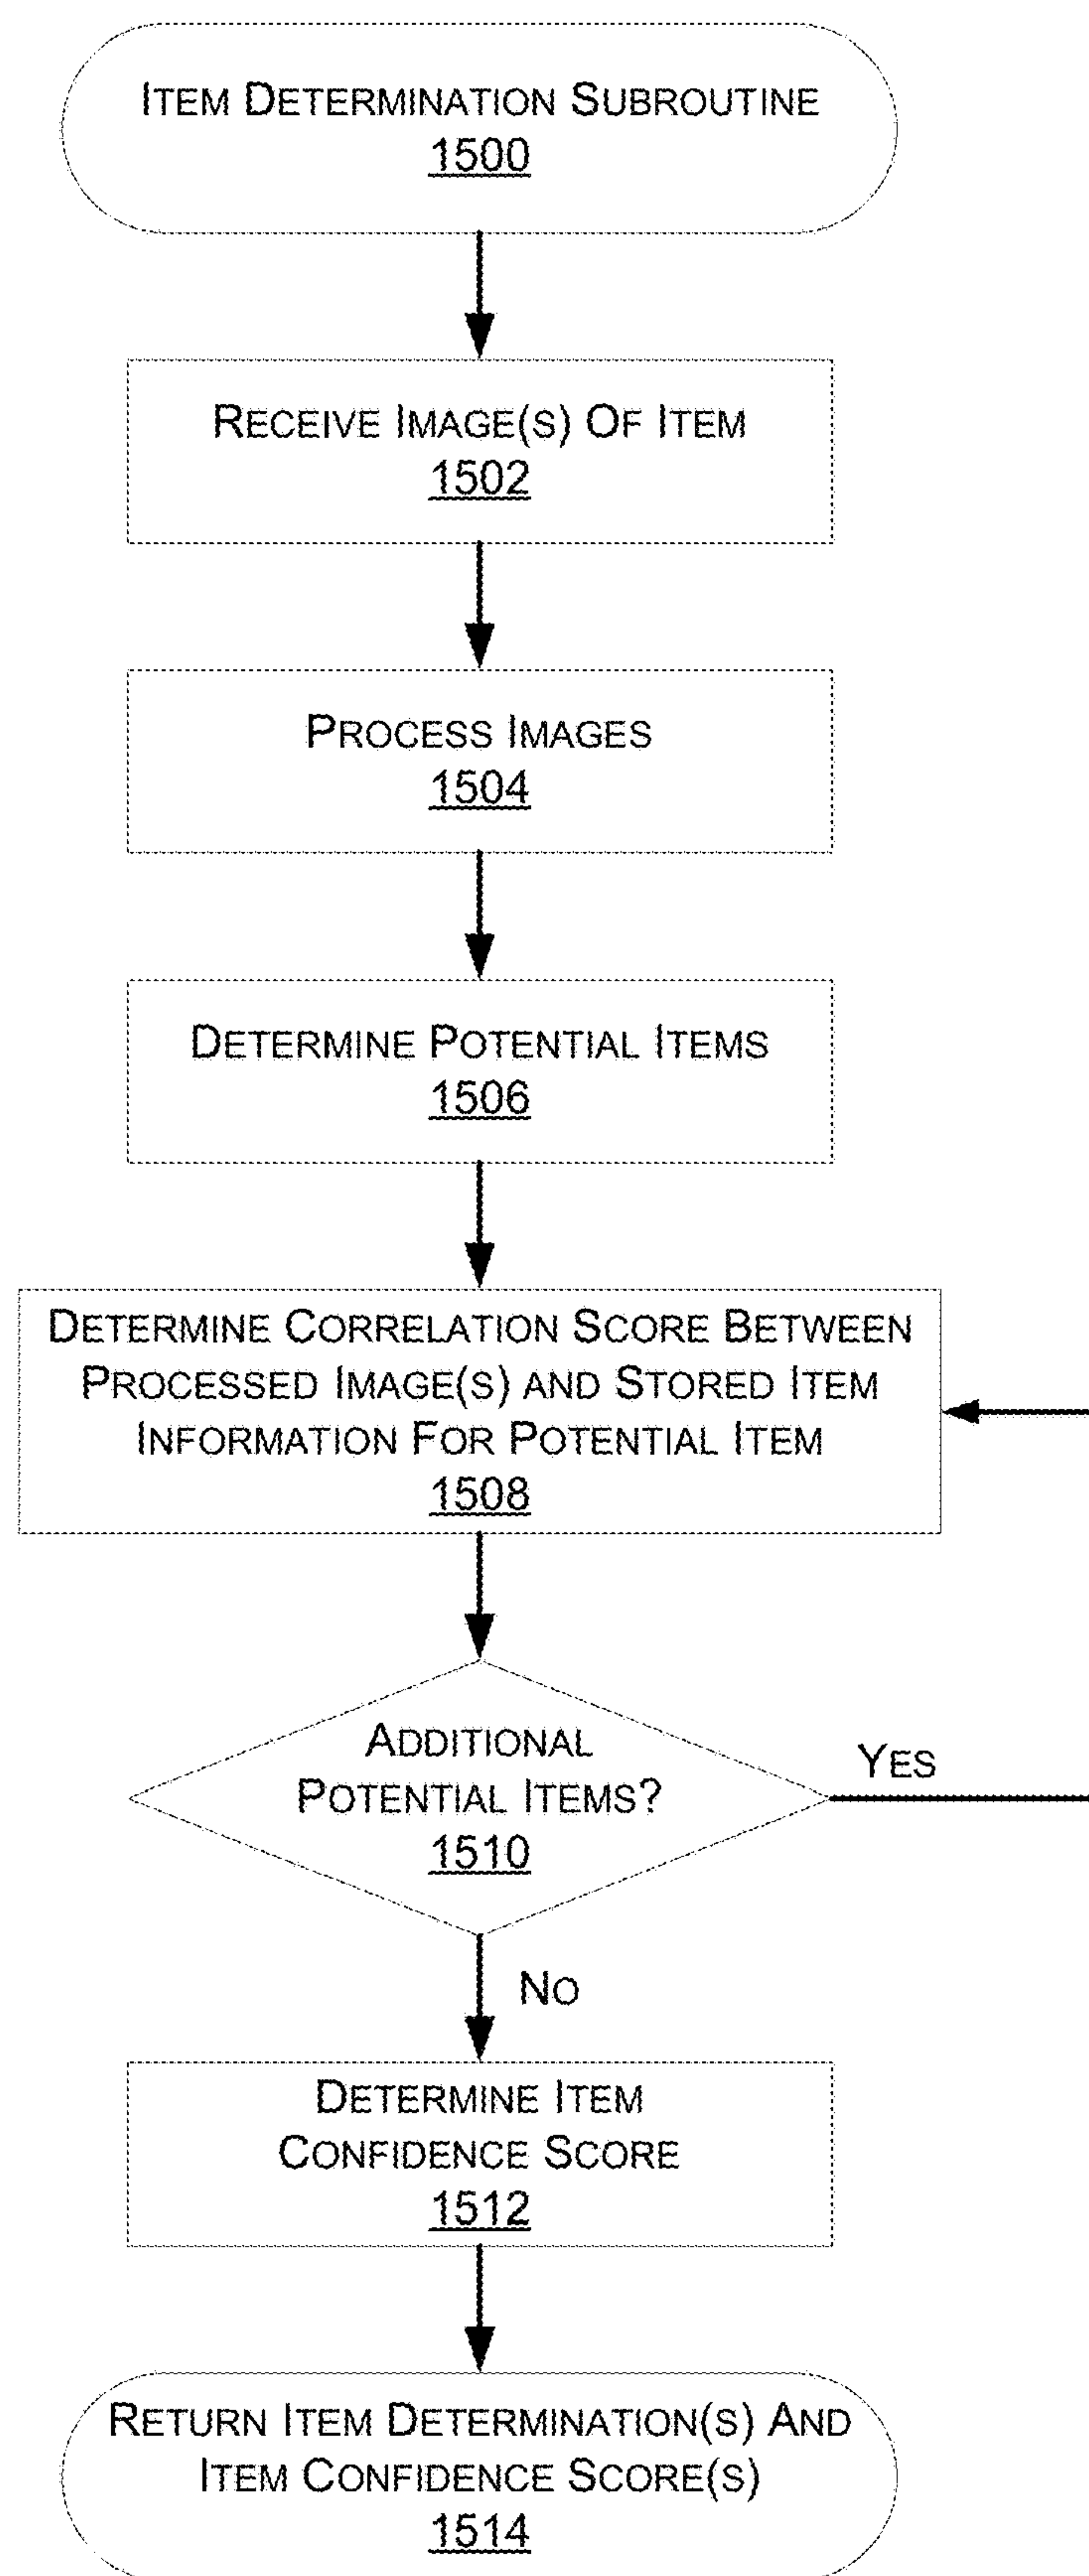 Item Determination Subroutine
1500
Receive Image(s) Of Item
1502
Process Images
1504
Determine Potential Items
1506
Determine Correlation Score Between
Processed Image(s) and Stored Item
Information For Potential Item
1508
Additional
Potential Items?
1510
Yes
No
Determine Item
Confidence Score
1512
Return Item Determination(s) And
Item Confidence Score(s)
1514